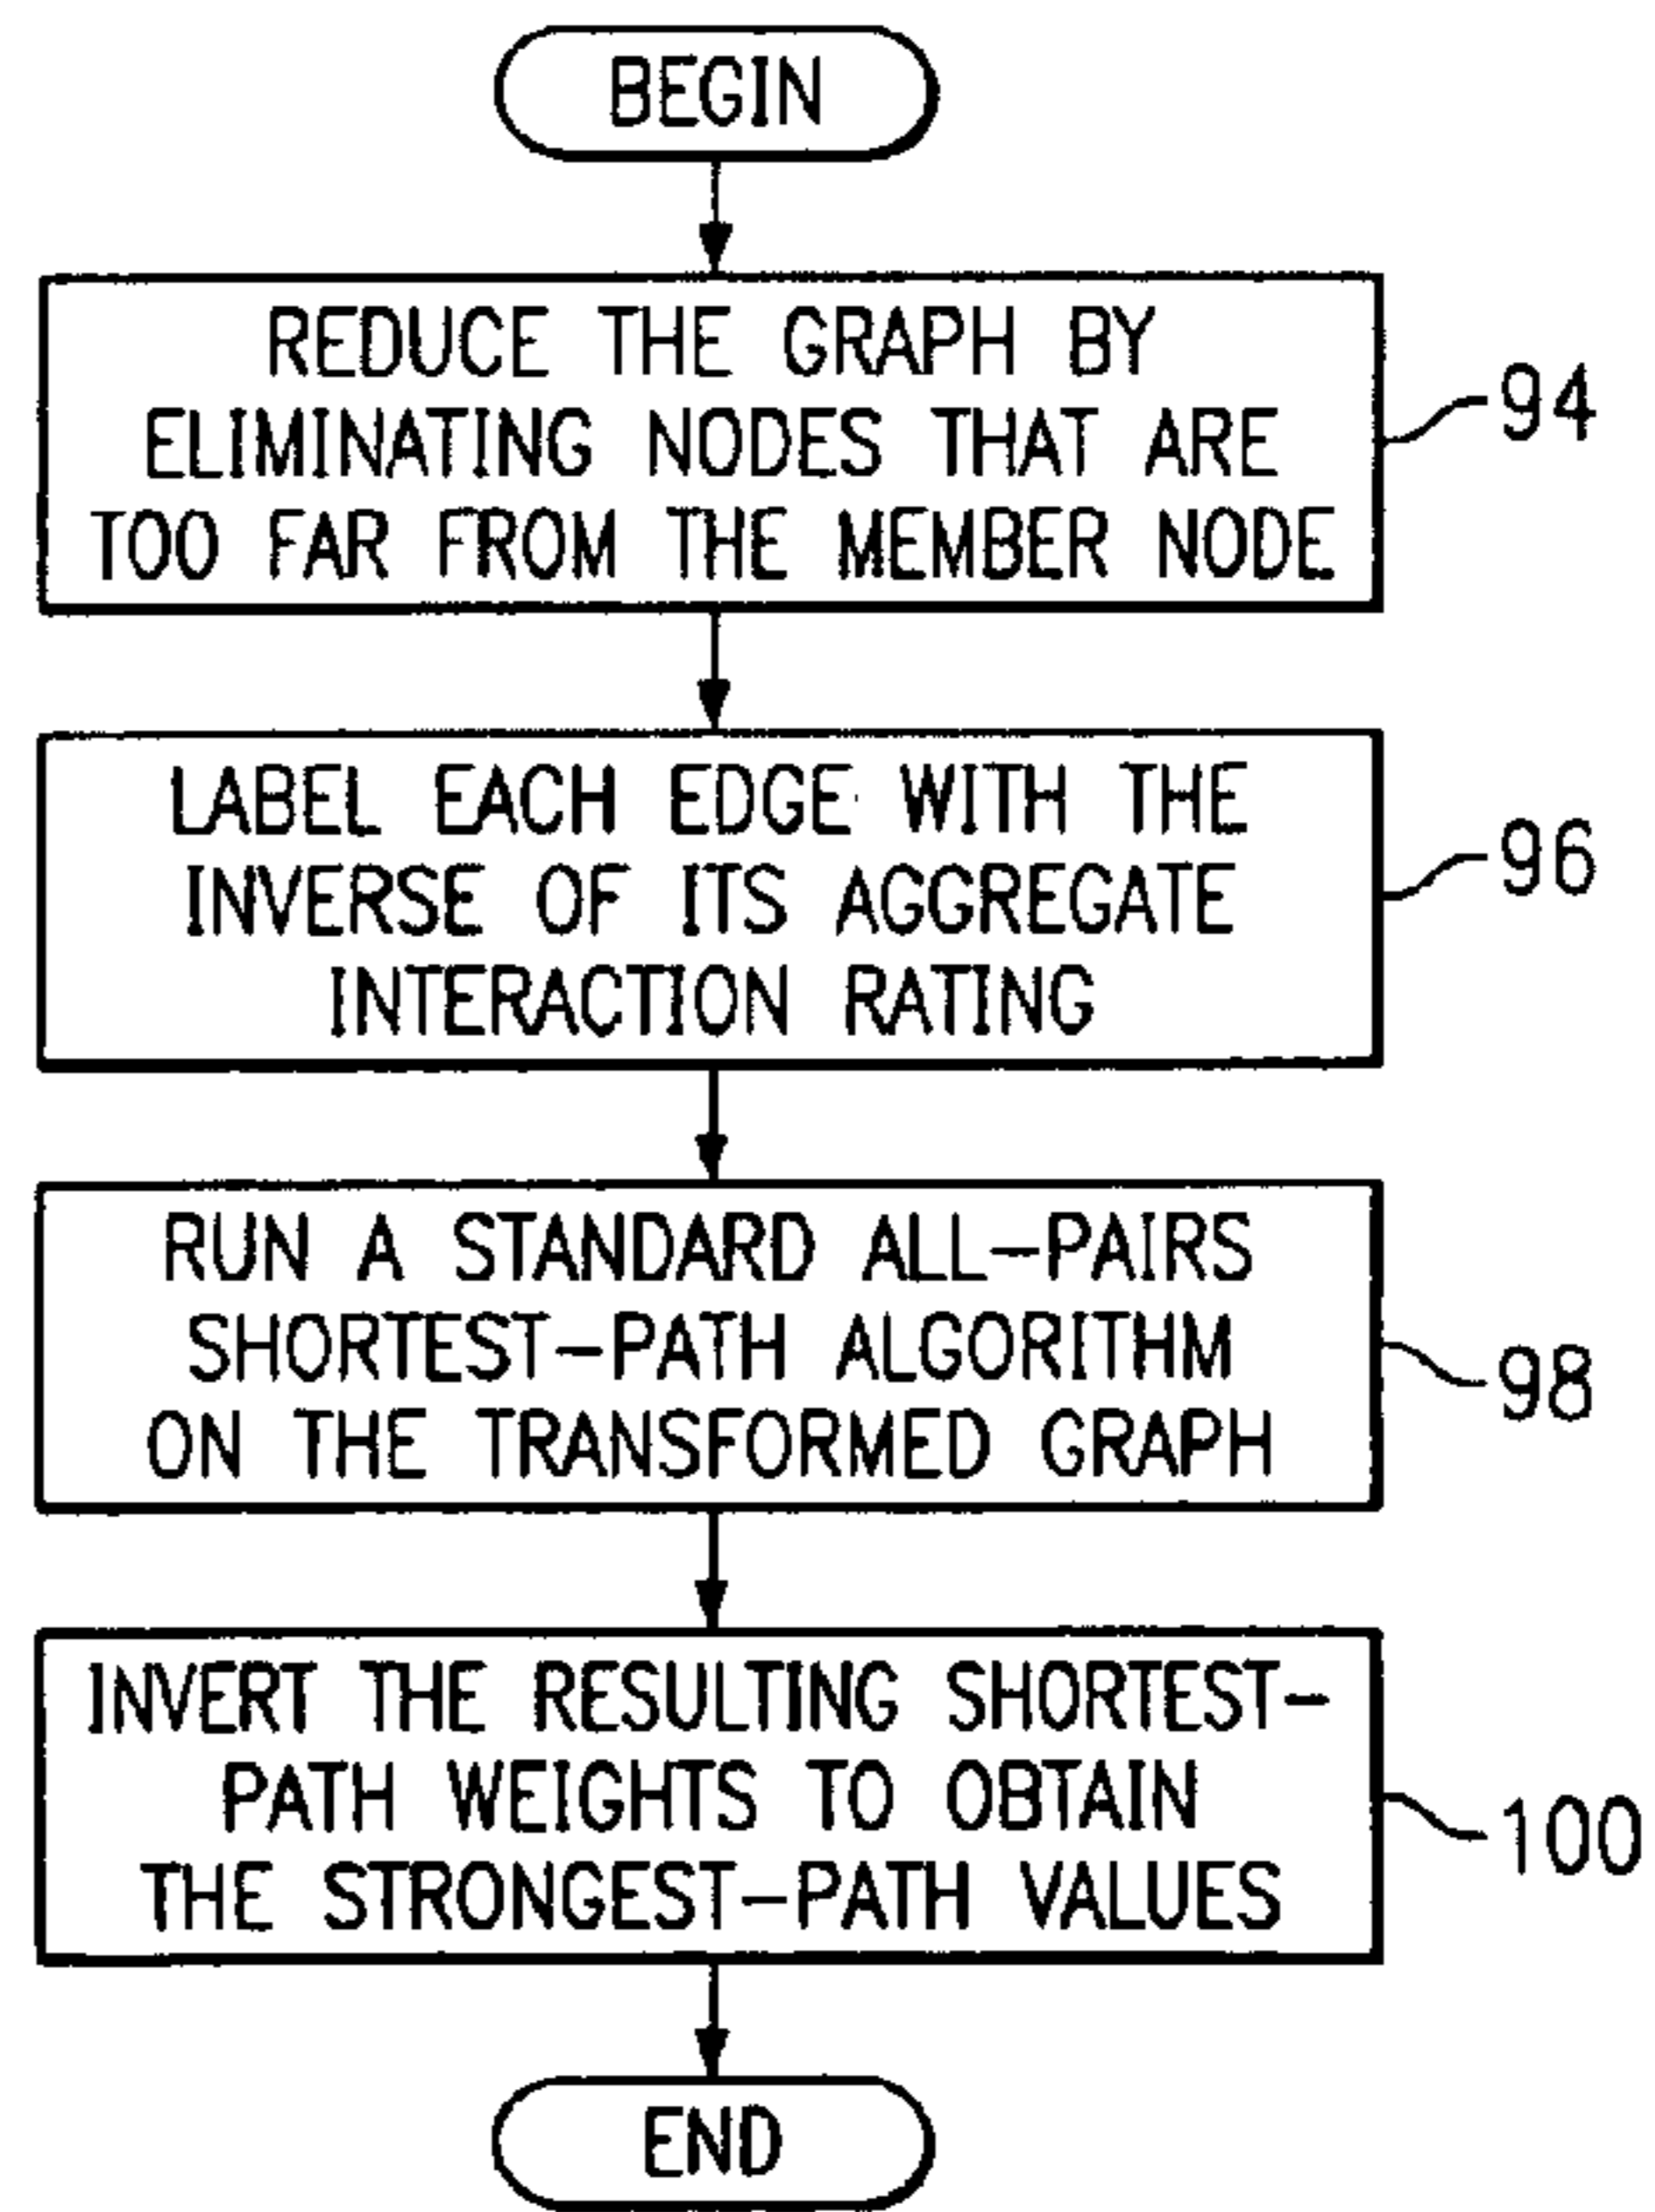 BEGIN
REDUCE THE GRAPH BY
ELIMINATING NODES THAT ARE
TOO FAR FROM THE MEMBER NODE
94
LABEL EACH EDGE WITH THE
INVERSE OF ITS AGGREGATE
INTERACTION RATING
96
RUN A STANDARD ALL-PAIRS
SHORTEST-PATH ALGORITHM
ON THE TRANSFORMED GRAPH
98
INVERT THE RESULTING SHORTEST-
PATH WEIGHTS TO OBTAIN
THE STRONGEST-PATH VALUES
100
END